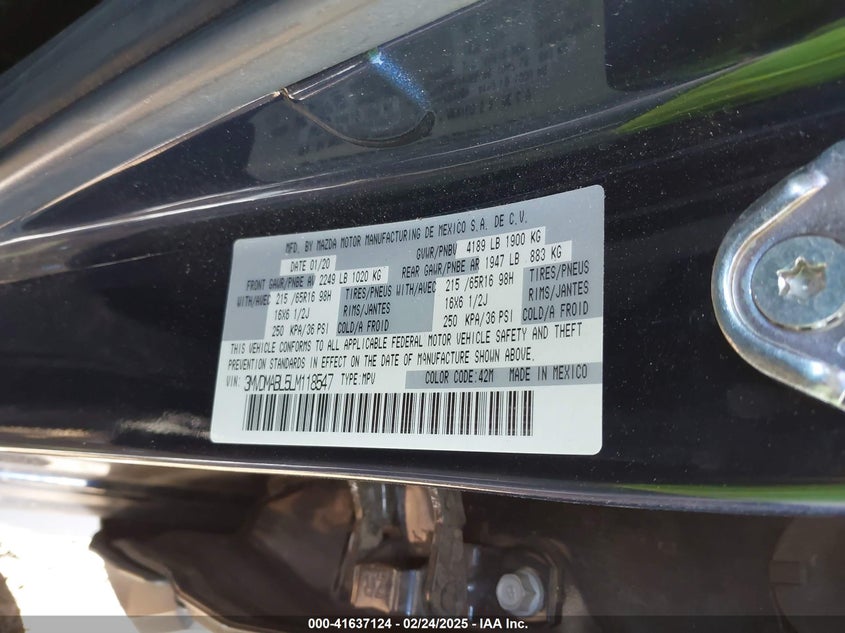 MFD. BY MAZDA MOTOR MANUFACTURING DE MEXICO S.A. DE C.V.
DATE 01/20 GVWR/PNBV 4189 LB 1900 KG
FRONT GAWR/PNBE AV 2249 LB 1020 KG REAR GAWR/PNBE AR 1947 LB 883 KG
WITH/AVEC 215 /65R16 98H TIRES/PNEUS WITH/AVEC 215 /65R16 98H TIRES/PNEUS
16X6 1/2J RIMS/JANTES 16X6 1/2J RIMS/JANTES
250 KPA/36 PSI COLD/A FROID 250 KPA/36 PSI COLD/A FROID
THIS VEHICLE CONFORMS TO ALL APPLICABLE FEDERAL MOTOR VEHICLE SAFETY AND THEFT
PREVENTION STANDARDS IN EFFECT ON THE DATE OF MANUFACTURE SHOWN ABOVE.
3MVDMABL5LM118547 TYPE:MPV COLOR CODE:42M MADE IN MEXICO
000-41637124 - 02/24/2025 - IAA Inc.